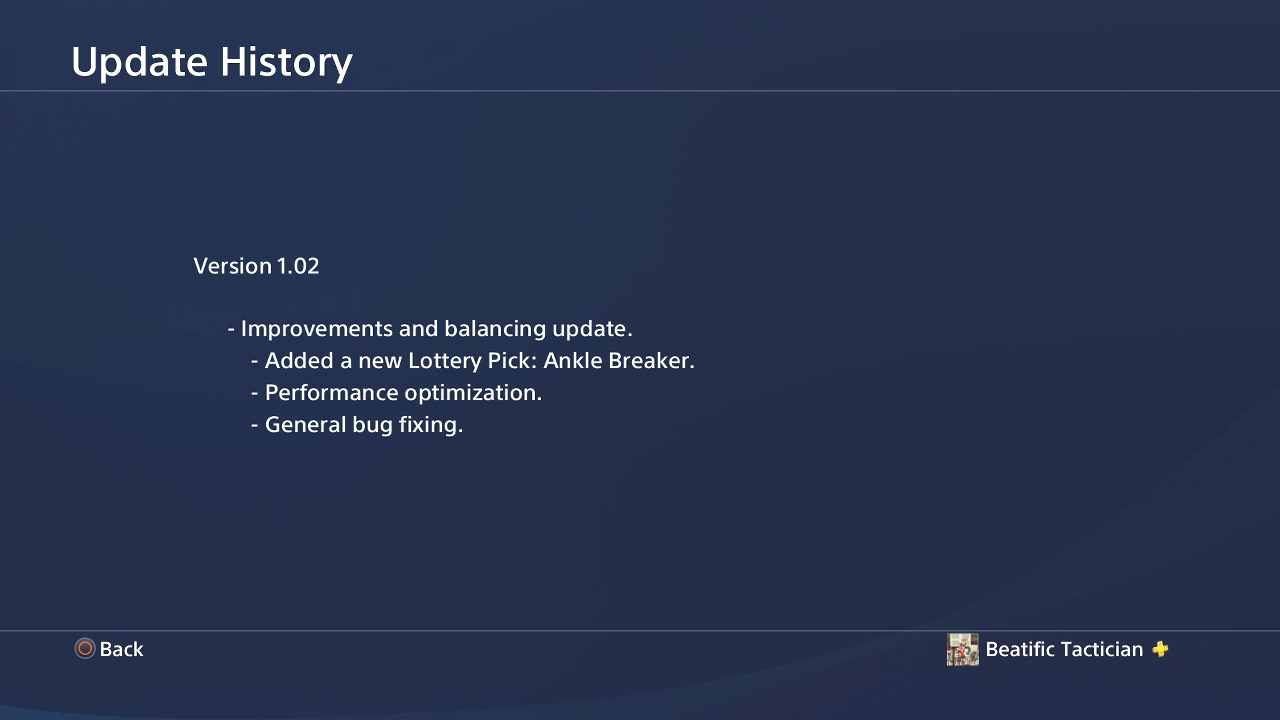 Update History
Version 1.02
- Improvements and balancing update.
- Added a new Lottery Pick: Ankle Breaker.
- Performance optimization.
- General bug fixing.
Back
Beatific Tactician